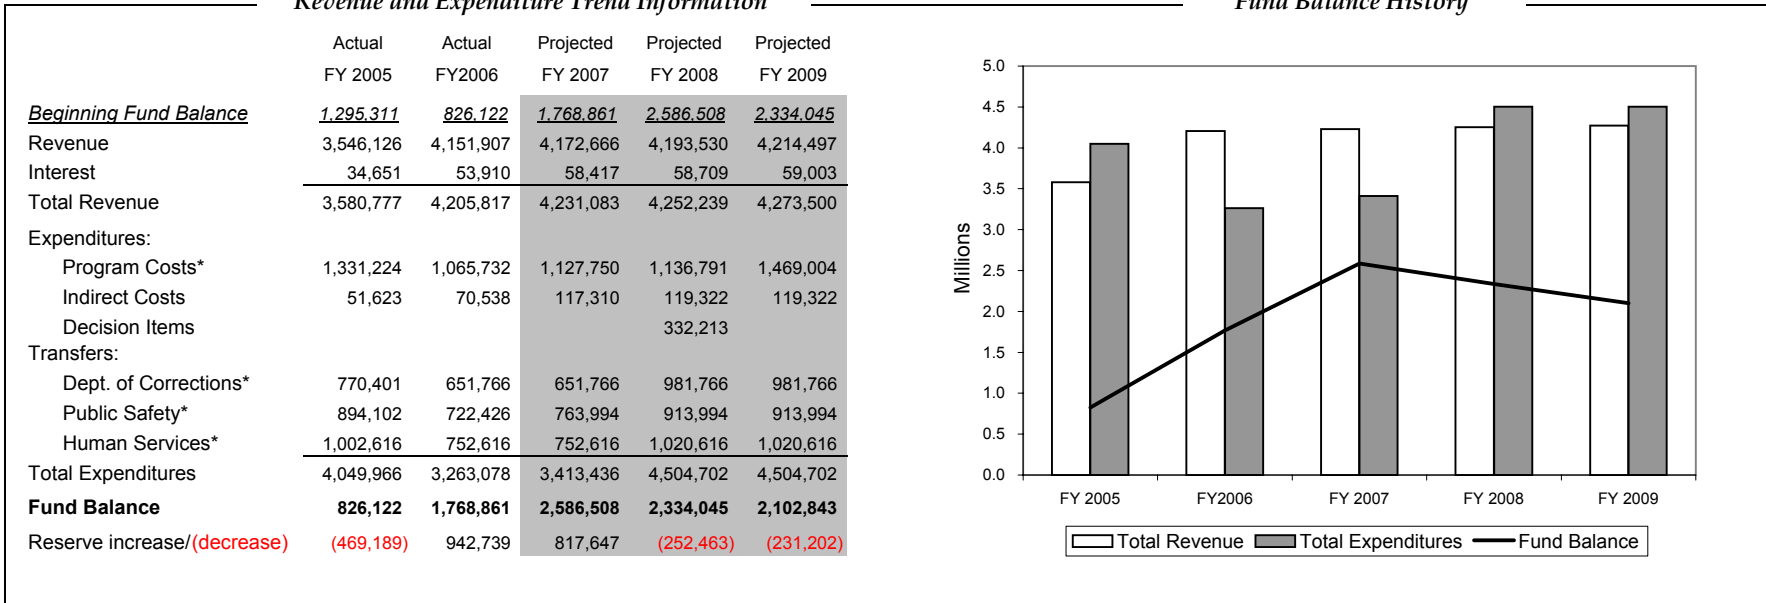 Revenue and Expenditure Trend Information
Fund Balance History
Actual Actual Projected Projected Projected
FY 2005 FY2006 FY 2007 FY 2008 FY 2009
Beginning Fund Balance 1,295,311 826,122 1,768,861 2,586,508 2,334,045
Revenue 3,546,126 4,151,907 4,172,666 4,193,530 4,214,497
Interest 34,651 53,910 58,417 58,709 59,003
Total Revenue 3,580,777 4,205,817 4,231,083 4,252,239 4,273,500
Expenditures:
Program Costs* 1,331,224 1,065,732 1,127,750 1,136,791 1,469,004
Indirect Costs 51,623 70,538 117,310 119,322 119,322
Decision Items 332,213
Transfers:
Dept. of Corrections* 770,401 651,766 651,766 981,766 981,766
Public Safety* 894,102 722,426 763,994 913,994 913,994
Human Services* 1,002,616 752,616 752,616 1,020,616 1,020,616
Total Expenditures 4,049,966 3,263,078 3,413,436 4,504,702 4,504,702
Fund Balance 826,122 1,768,861 2,586,508 2,334,045 2,102,843
Reserve increase/(decrease) (469,189) 942,739 817,647 (252,463) (231,202)
Millions
5.0
4.5
4.0
3.5
3.0
2.5
2.0
1.5
1.0
0.5
0.0
FY 2005 FY2006 FY 2007 FY 2008 FY 2009
Total Revenue Total Expenditures Fund Balance